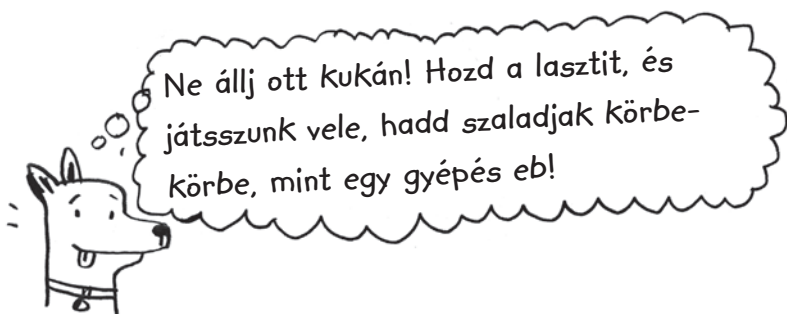 Ne állj ott kukán! Hozd a lasztit, és
játsszunk vele, hadd szaladjak körbe-
körbe, mint egy gyépés eb!